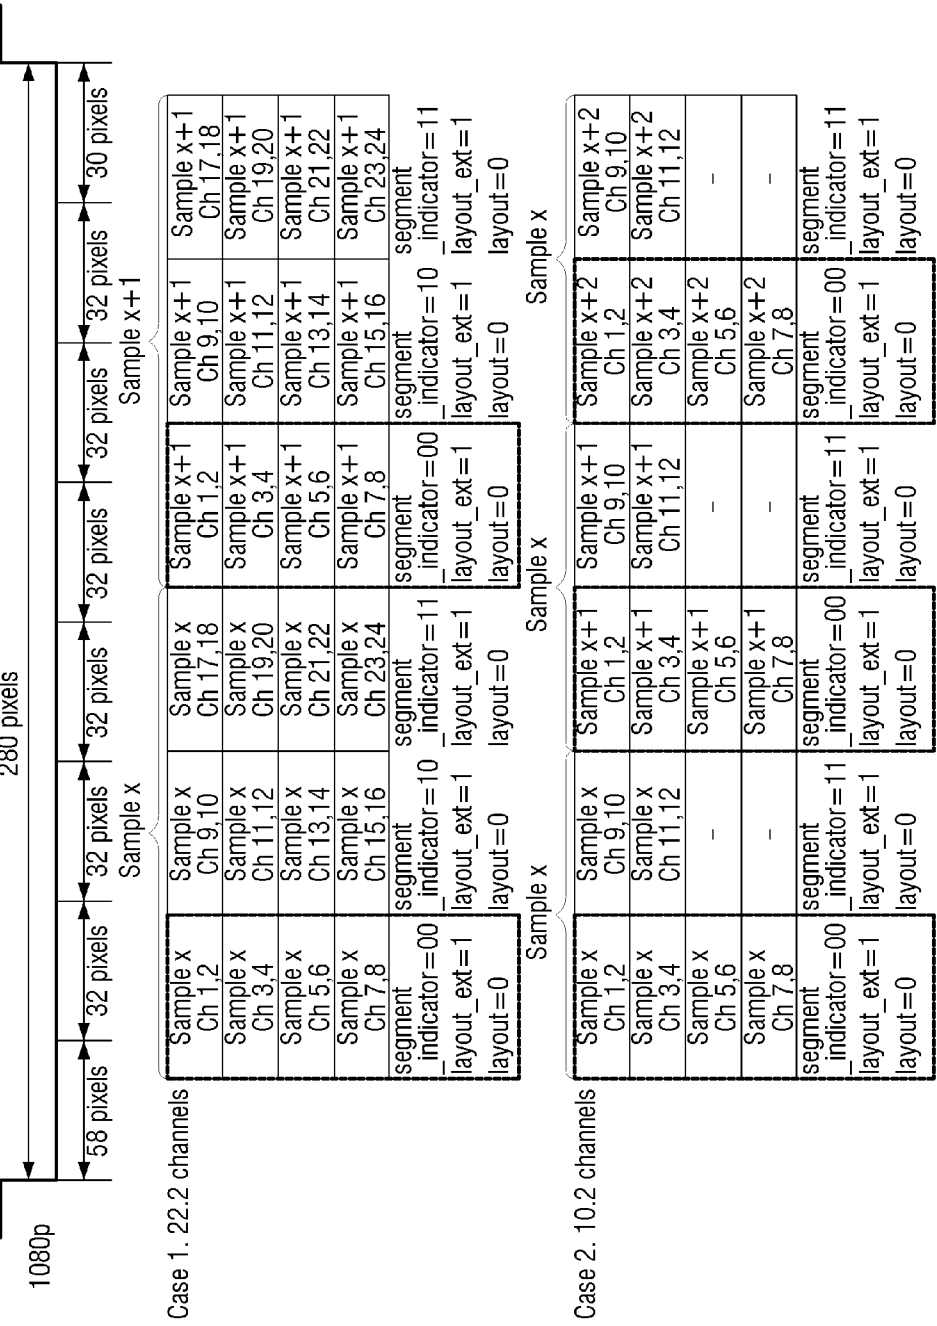 1080p
280 pixels
58 pixels
32 pixels
32 pixels
32 pixels
32 pixels
32 pixels
32 pixels
30 pixels
Sample x
Sample x+1
Case 1. 22.2 channels
Sample x
Ch 1,2
Sample x
Ch 3,4
Sample x
Ch 5,6
Sample x
Ch 7,8
segment
_indicator=00
layout_ext=1
layout=0
Sample x
Ch 9,10
Sample x
Ch 11,12
Sample x
Ch 13,14
Sample x
Ch 15,16
segment
_indicator=10
layout_ext=1
layout=0
Sample x
Ch 17,18
Sample x
Ch 19,20
Sample x
Ch 21,22
Sample x
Ch 23,24
segment
_indicator=11
layout_ext=1
layout=0
Sample x+1
Ch 1,2
Sample x+1
Ch 3,4
Sample x+1
Ch 5,6
Sample x+1
Ch 7,8
segment
_indicator=00
layout_ext=1
layout=0
Sample x+1
Ch 9,10
Sample x+1
Ch 11,12
Sample x+1
Ch 13,14
Sample x+1
Ch 15,16
segment
_indicator=10
layout_ext=1
layout=0
Sample x+1
Ch 17,18
Sample x+1
Ch 19,20
Sample x+1
Ch 21,22
Sample x+1
Ch 23,24
segment
_indicator=11
layout_ext=1
layout=0
Sample x
Sample x
Sample x
Case 2. 10.2 channels
Sample x
Ch 1,2
Sample x
Ch 3,4
Sample x
Ch 5,6
Sample x
Ch 7,8
segment
_indicator=00
layout_ext=1
layout=0
Sample x
Ch 9,10
Sample x
Ch 11,12
-
-
segment
_indicator=11
layout_ext=1
layout=0
Sample x+1
Ch 1,2
Sample x+1
Ch 3,4
Sample x+1
Ch 5,6
Sample x+1
Ch 7,8
segment
_indicator=00
layout_ext=1
layout=0
Sample x+1
Ch 9,10
Sample x+1
Ch 11,12
-
-
segment
_indicator=11
layout_ext=1
layout=0
Sample x+2
Ch 1,2
Sample x+2
Ch 3,4
Sample x+2
Ch 5,6
Sample x+2
Ch 7,8
segment
_indicator=00
layout_ext=1
layout=0
Sample x+2
Ch 9,10
Sample x+2
Ch 11,12
-
-
segment
_indicator=11
layout_ext=1
layout=0